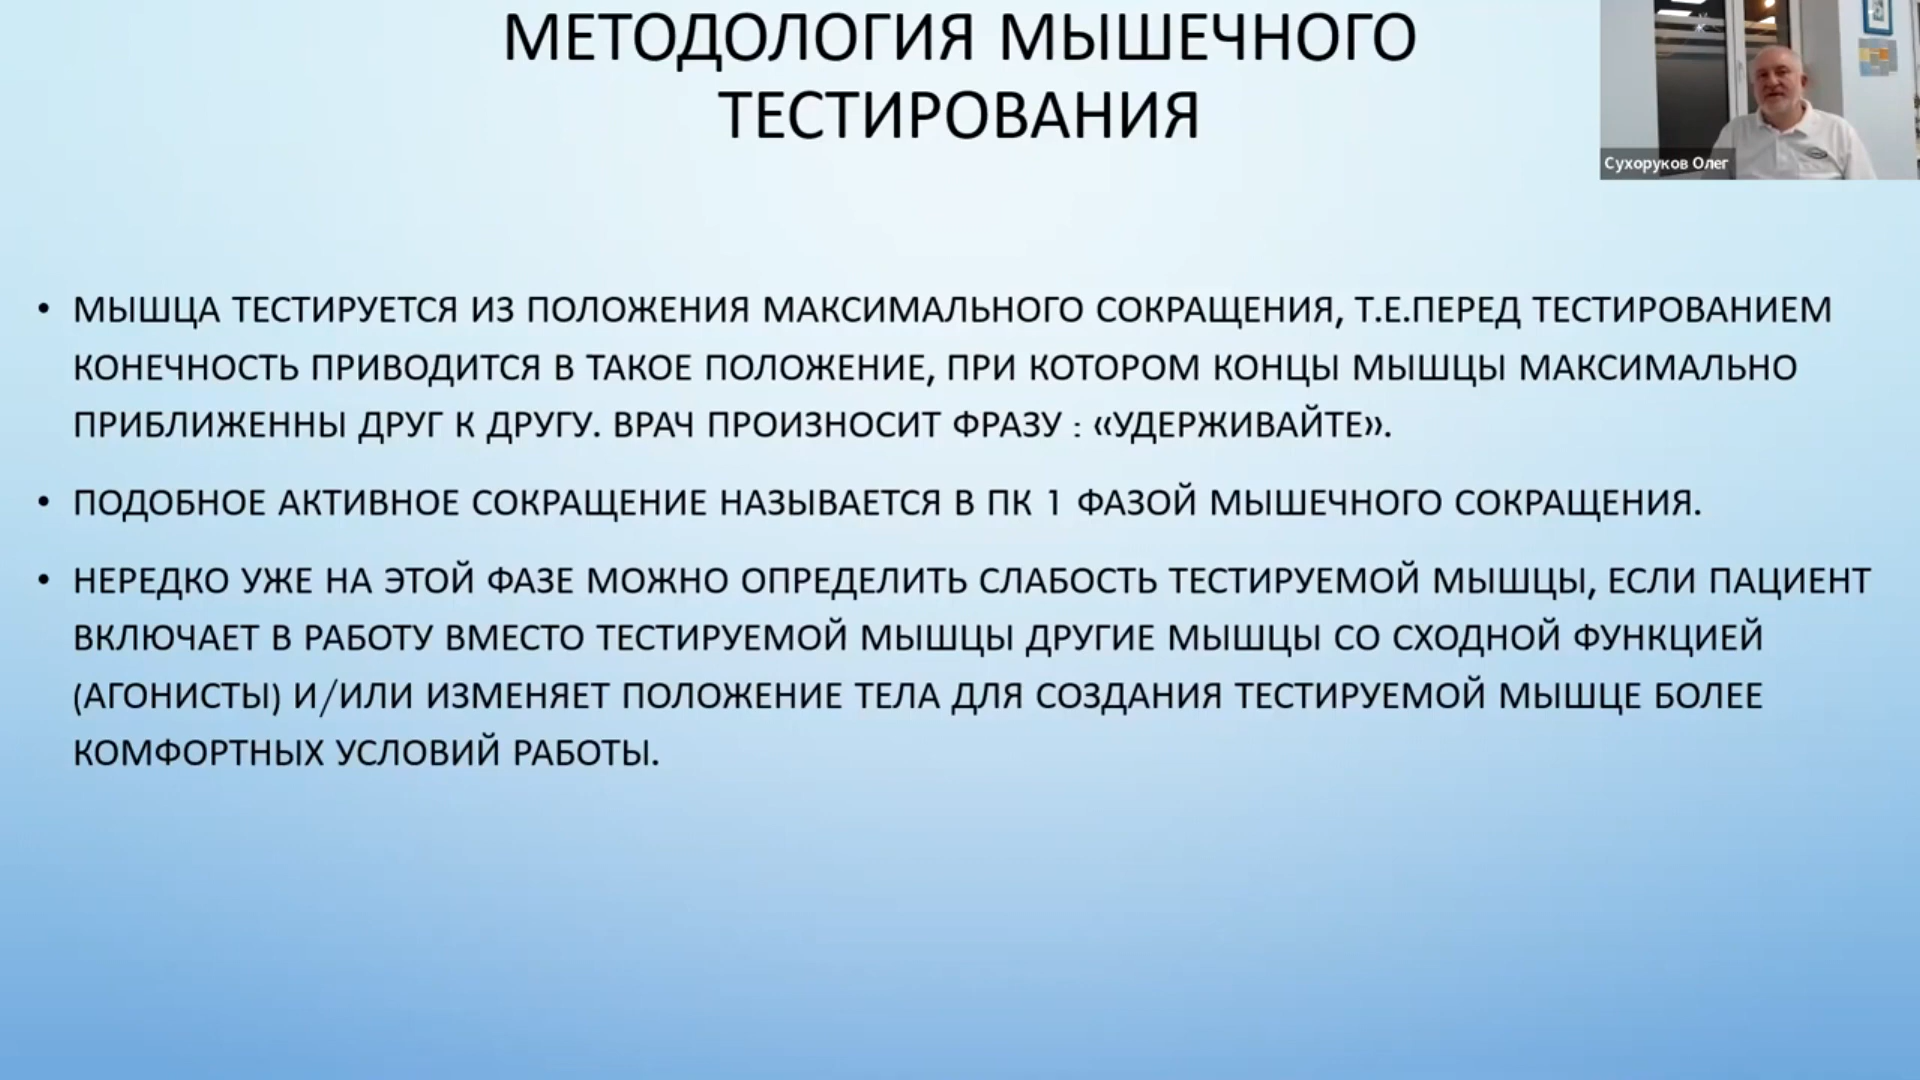 МЕТОДОЛОГИЯ МЫШЕЧНОГО
ТЕСТИРОВАНИЯ
Сухоруков Олег
• МЫШЦА ТЕСТИРУЕТСЯ ИЗ ПОЛОЖЕНИЯ МАКСИМАЛЬНОГО СОКРАЩЕНИЯ, Т.Е.ПЕРЕД ТЕСТИРОВАНИЕМ
КОНЕЧНОСТЬ ПРИВОДИТСЯ В ТАКОЕ ПОЛОЖЕНИЕ, ПРИ КОТОРОМ КОНЦЫ МЫШЦЫ МАКСИМАЛЬНО
ПРИБЛИЖЕННЫ ДРУГ К ДРУГУ. ВРАЧ ПРОИЗНОСИТ ФРАЗУ : «УДЕРЖИВАЙТЕ».
• ПОДОБНОЕ АКТИВНОЕ СОКРАЩЕНИЕ НАЗЫВАЕТСЯ В ПК 1 ФАЗОЙ МЫШЕЧНОГО СОКРАЩЕНИЯ.
• НЕРЕДКО УЖЕ НА ЭТОЙ ФАЗЕ МОЖНО ОПРЕДЕЛИТЬ СЛАБОСТЬ ТЕСТИРУЕМОЙ МЫШЦЫ, ЕСЛИ ПАЦИЕНТ
ВКЛЮЧАЕТ В РАБОТУ ВМЕСТО ТЕСТИРУЕМОЙ МЫШЦЫ ДРУГИЕ МЫШЦЫ СО СХОДНОЙ ФУНКЦИЕЙ
(АГОНИСТЫ) И/ИЛИ ИЗМЕНЯЕТ ПОЛОЖЕНИЕ ТЕЛА ДЛЯ СОЗДАНИЯ ТЕСТИРУЕМОЙ МЫШЦЕ БОЛЕЕ
КОМФОРТНЫХ УСЛОВИЙ РАБОТЫ.